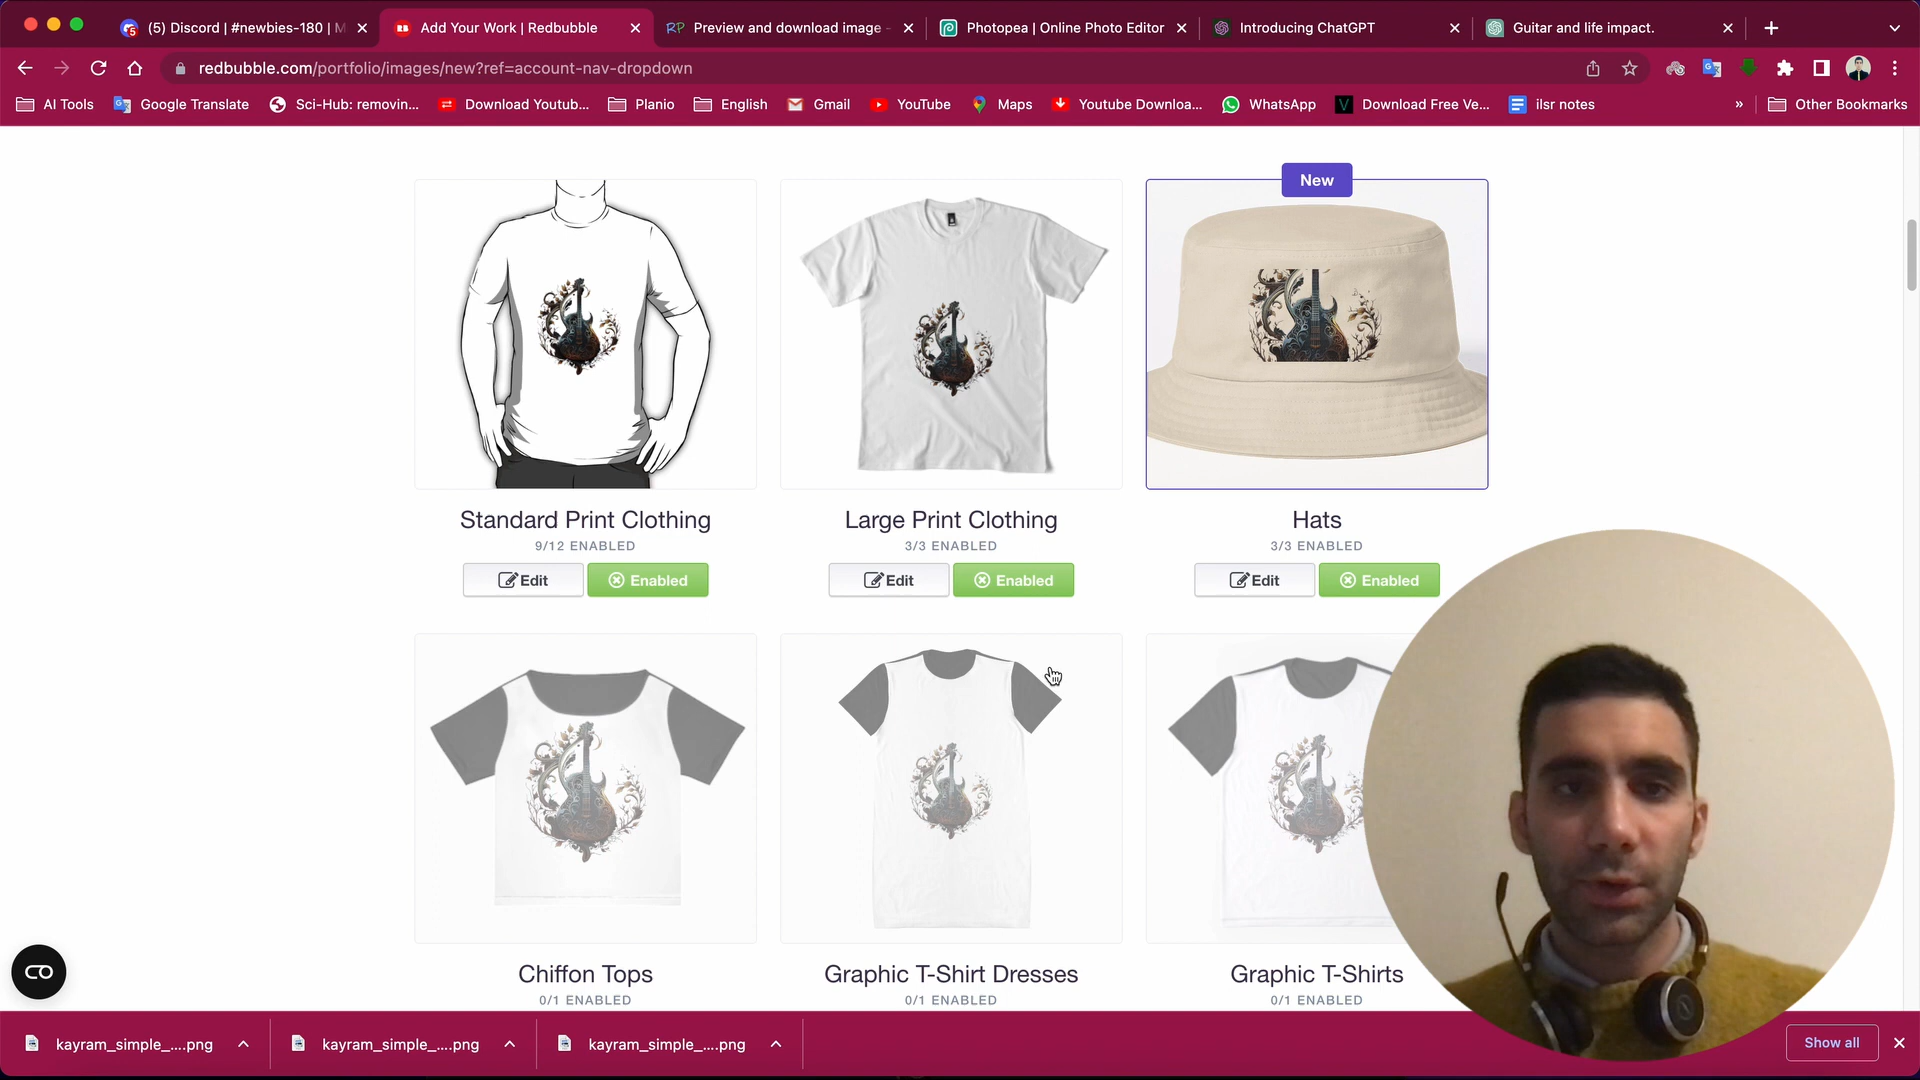 (5) Discord | #newbies-180 | M
Add Your Work | Redbubble
Preview and download image -
Photopea | Online Photo Editor
Introducing ChatGPT
Guitar and life impact.
redbubble.com/portfolio/images/new?ref=account-nav-dropdown
AI Tools
Google Translate
Sci-Hub: removin...
Download Youtub...
Planio
English
Gmail
YouTube
Maps
Youtube Downloa...
WhatsApp
Download Free Ve...
ilsr notes
»
Other Bookmarks
New
Standard Print Clothing
9/12 ENABLED
Edit
Enabled
Large Print Clothing
3/3 ENABLED
Edit
Enabled
Hats
3/3 ENABLED
Edit
Enabled
Chiffon Tops
0/1 ENABLED
Graphic T-Shirt Dresses
0/1 ENABLED
Graphic T-Shirts
0/1 ENABLED
kayram_simple_....png
kayram_simple_....png
kayram_simple_....png
Show all